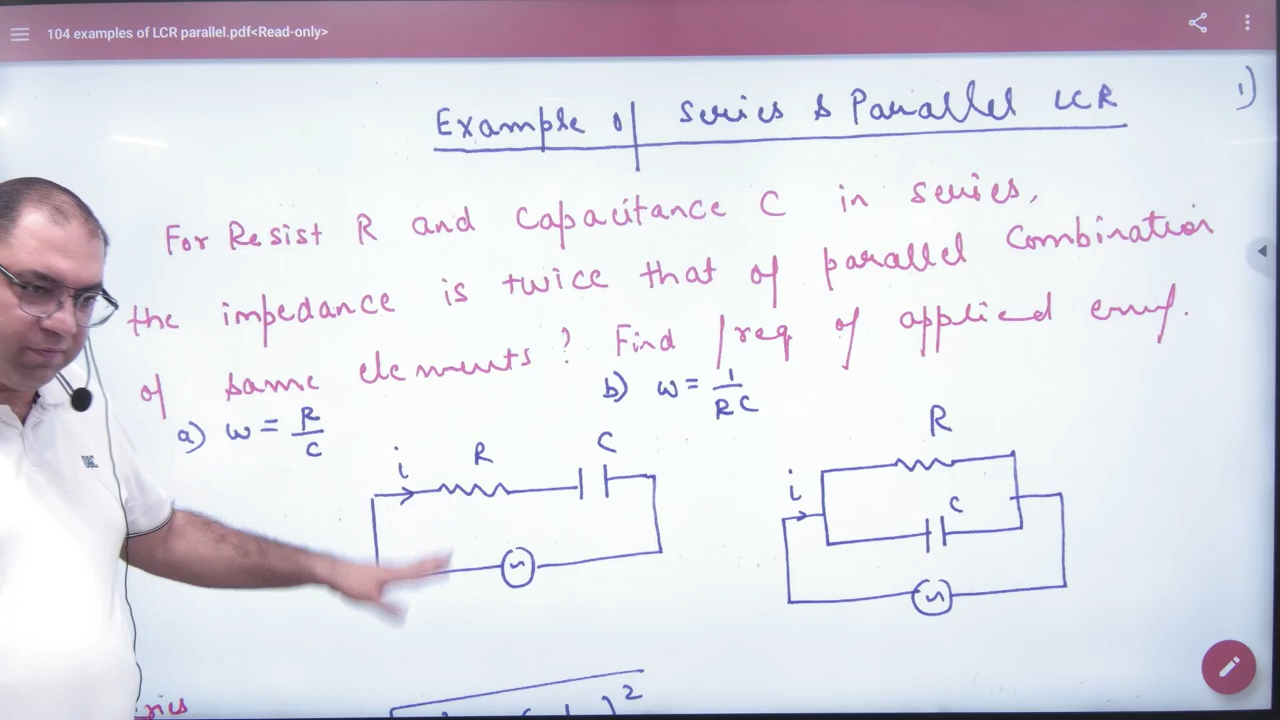 104 examples of LCR parallel.pdf<Read-only>
1)
Example of Series & Parallel LCR
For Resist R and Capacitance C in series,
the impedance is twice that of parallel Combination
of same elements? Find freq of applied emf.
a) ω = R/C
b) ω = 1/RC
i R C
R
i C
~
~
2